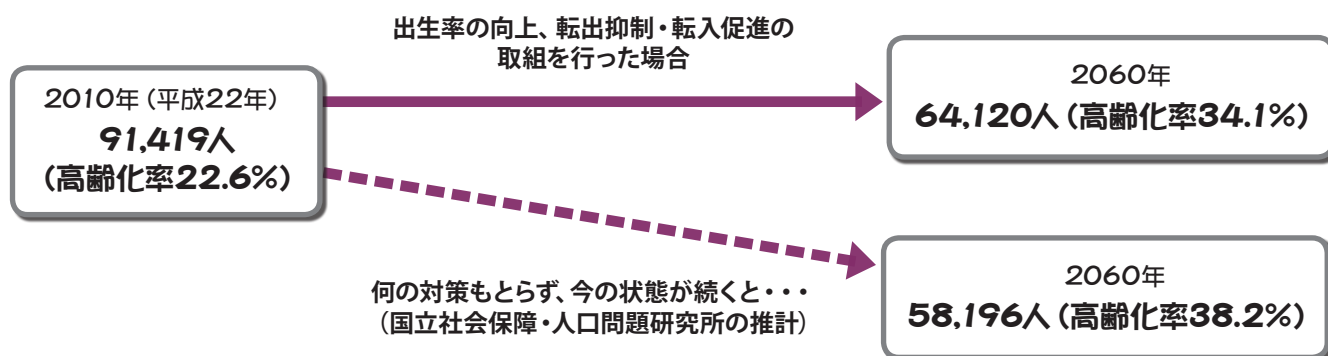 出生率の向上、転出抑制・転入促進の
取組を行った場合
2010年（平成22年）
91,419人
（高齢化率22.6%）
2060年
64,120人（高齢化率34.1%）
何の対策もとらず、今の状態が続くと・・・
（国立社会保障・人口問題研究所の推計）
2060年
58,196人（高齢化率38.2%）